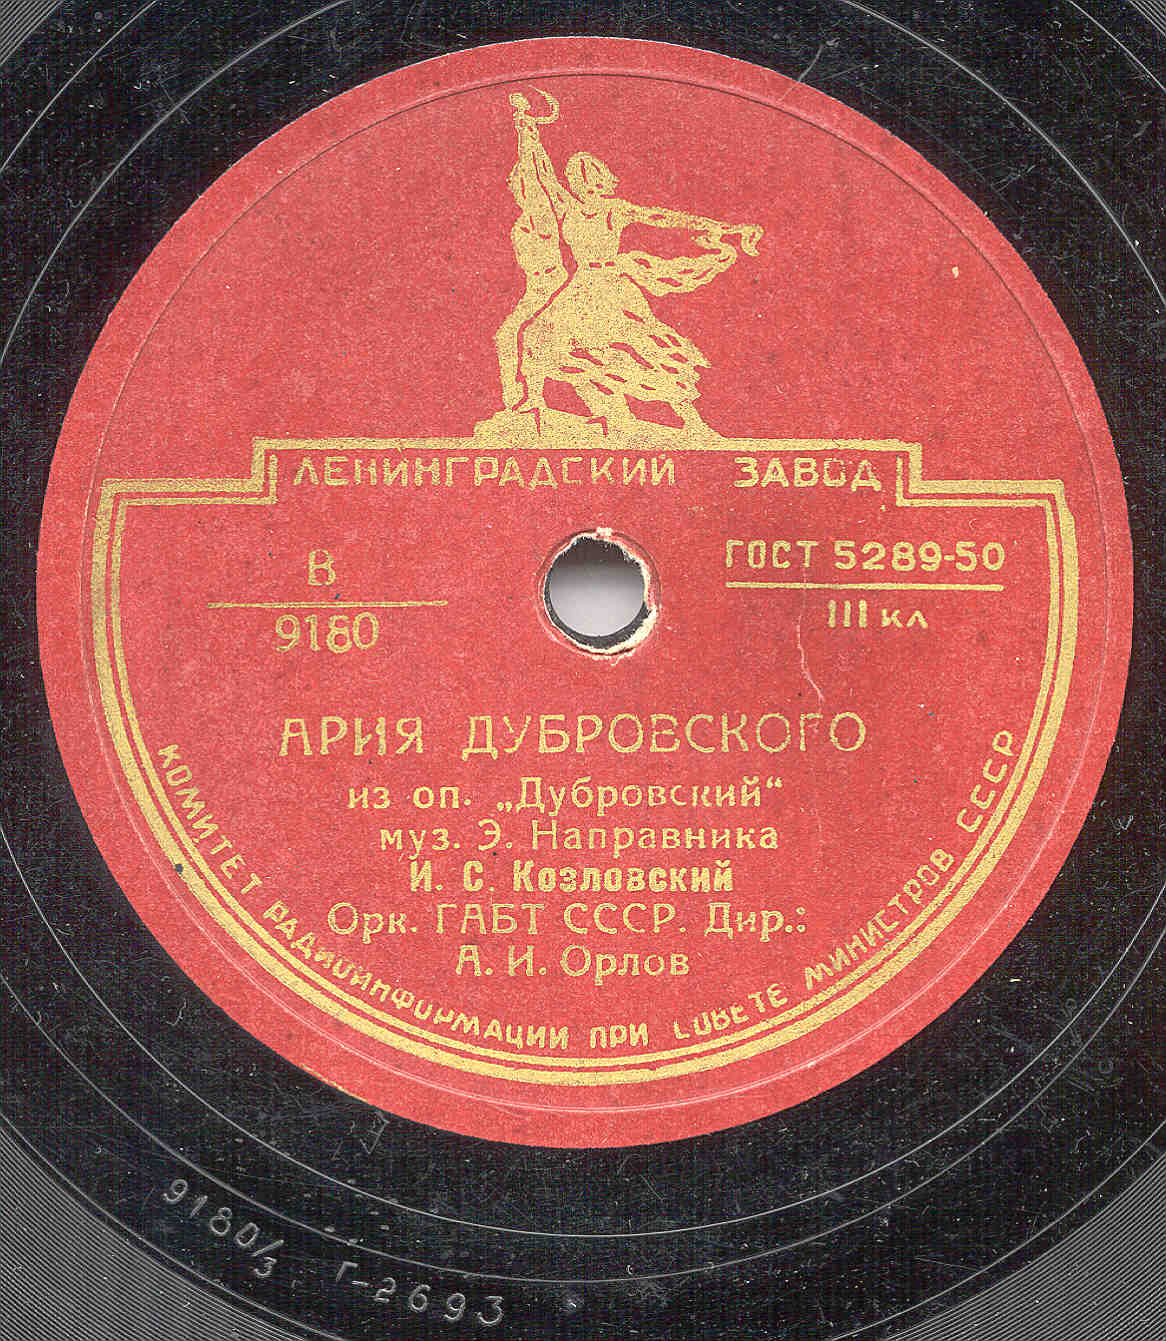 ЛЕНИНГРАДСКИЙ ЗАВОД
В
9180
ГОСТ 5289-50
III кл
АРИЯ ДУБРОВСКОГО
из оп. „Дубровский“
муз. Э. Направника
И. С. Козловский
Орк. ГАБТ СССР. Дир.:
А. И. Орлов
КОМИТЕТ РАДИОИНФОРМАЦИИ ПРИ СОВЕТЕ МИНИСТРОВ СССР
9180/3 Г-2693